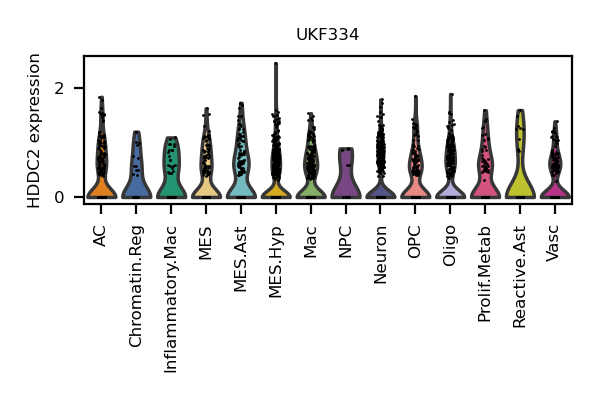 UKF334
HDDC2 expression
2
0
AC
Chromatin.Reg
Inflammatory.Mac
MES
MES.Ast
MES.Hyp
Mac
NPC
Neuron
OPC
Oligo
Prolif.Metab
Reactive.Ast
Vasc